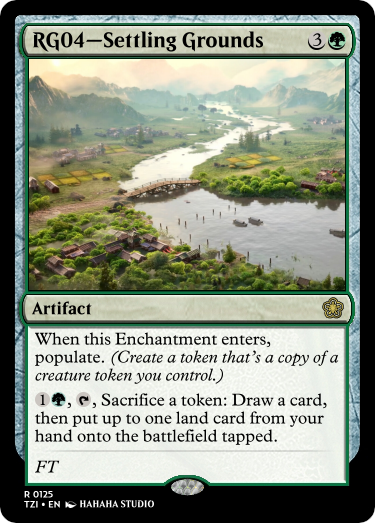 RG04—Settling Grounds 3
Artifact
When this Enchantment enters,
populate. (Create a token that's a copy of a
creature token you control.)
1, , Sacrifice a token: Draw a card,
then put up to one land card from your
hand onto the battlefield tapped.
FT
R 0125
TZI • EN HAHAHA STUDIO